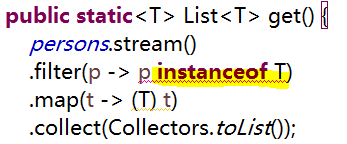 public static<T> List<T> get() {
persons.stream()
.filter(p -> p instanceof T)
.map(t -> (T) t)
.collect(Collectors.toList());